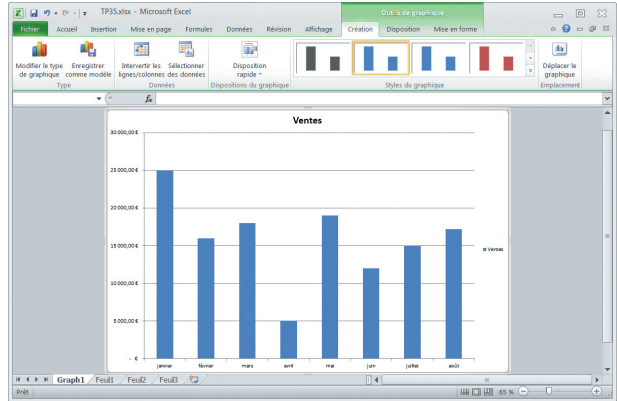 TP35.xlsx - Microsoft Excel
Outils de graphique
Fichier Accueil Insertion Mise en page Formules Données Révision Affichage Création Disposition Mise en forme
Modifier le type de graphique
Enregistrer comme modèle
Intervertir les lignes/colonnes
Sélectionner des données
Disposition rapide
Déplacer le graphique
Type Données Dispositions du graphique Styles du graphique Emplacement
fx
Ventes
30 000,00 €
25 000,00 €
20 000,00 €
15 000,00 €
Ventes
10 000,00 €
5 000,00 €
- €
janvier février mars avril mai juin juillet août
Graph1 Feuil1 Feuil2 Feuil3
Prêt 65 %